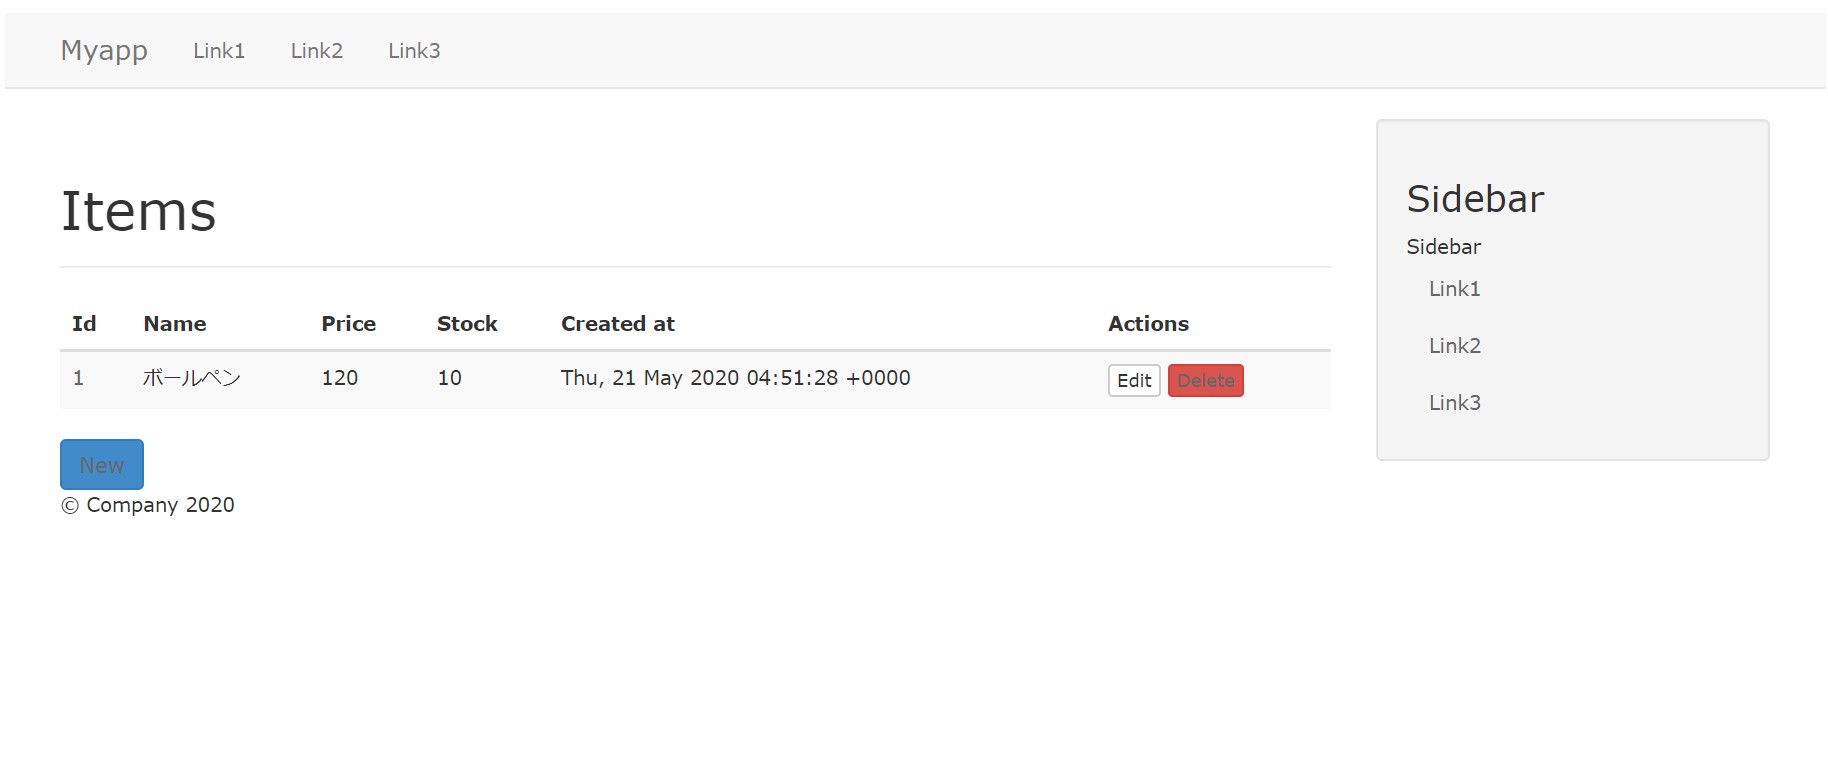 Myapp Link1 Link2 Link3
Items
Id Name Price Stock Created at Actions
1 ボールペン 120 10 Thu, 21 May 2020 04:51:28 +0000 Edit Delete
New
© Company 2020
Sidebar
Sidebar
Link1
Link2
Link3